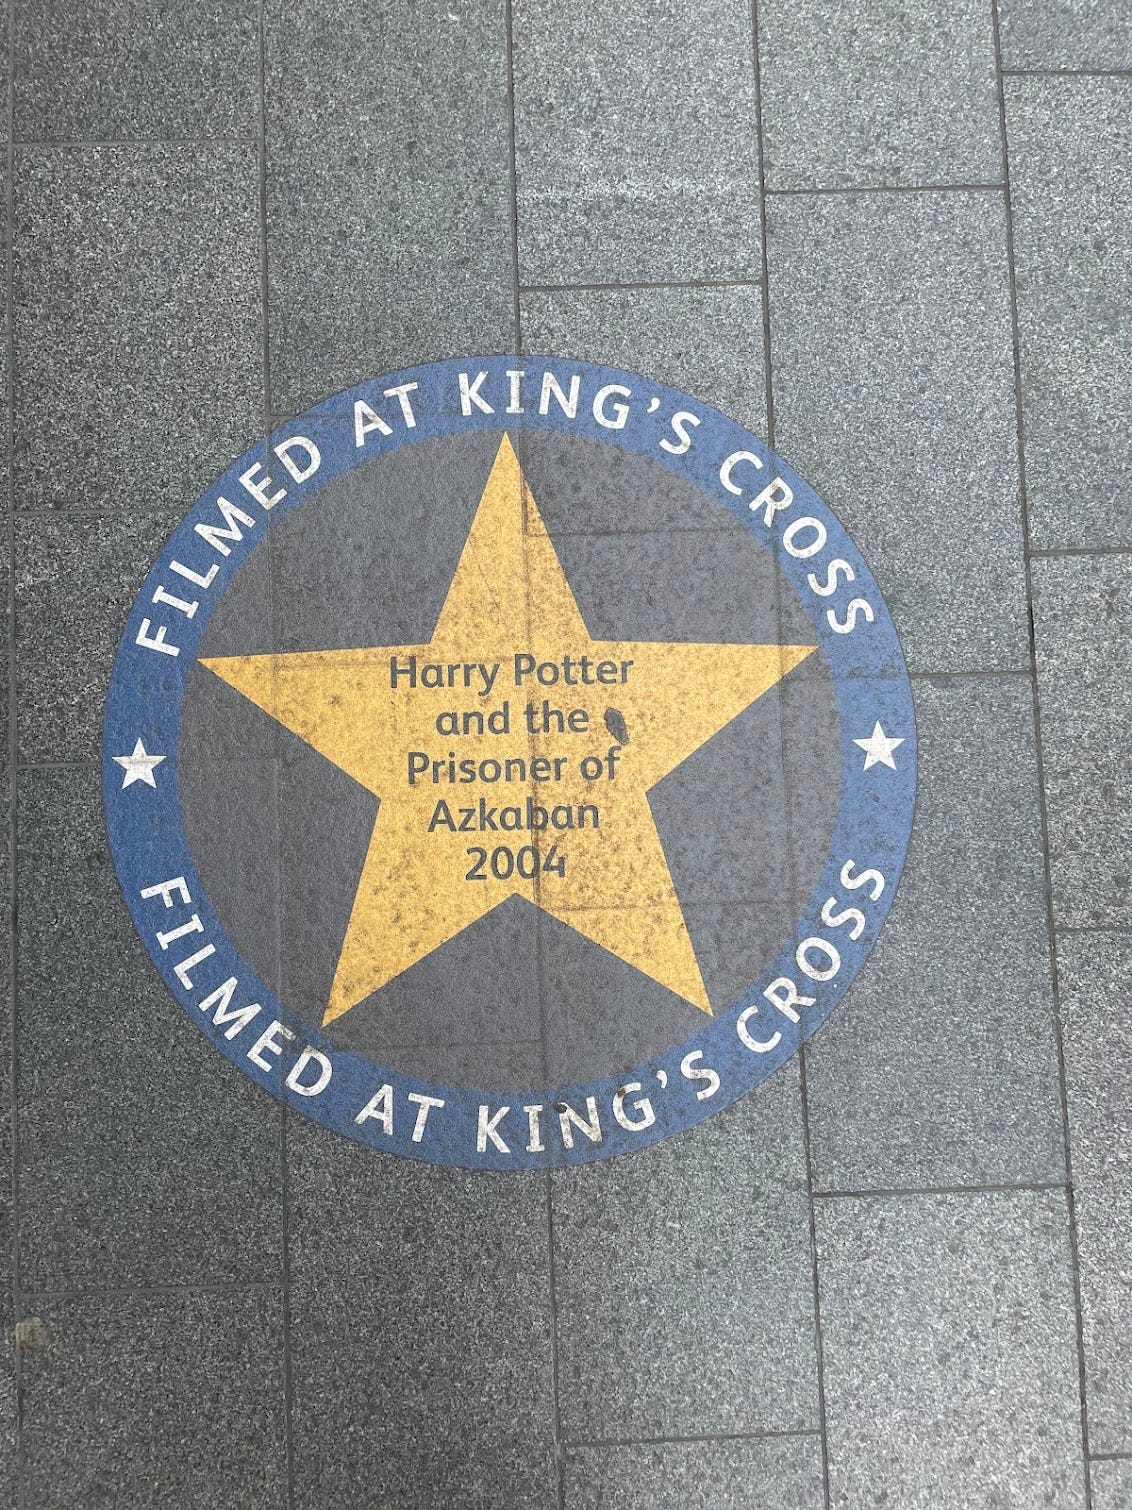 FILMED AT KING'S CROSS
Harry Potter
and the
Prisoner of
Azkaban
2004
FILMED AT KING'S CROSS